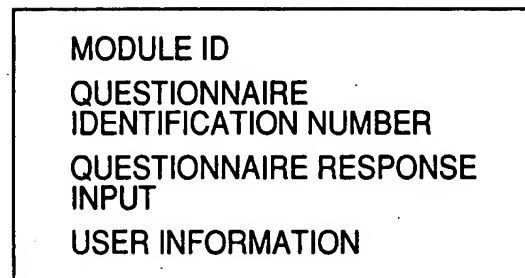 MODULE ID
QUESTIONNAIRE
IDENTIFICATION NUMBER
QUESTIONNAIRE RESPONSE
INPUT
USER INFORMATION